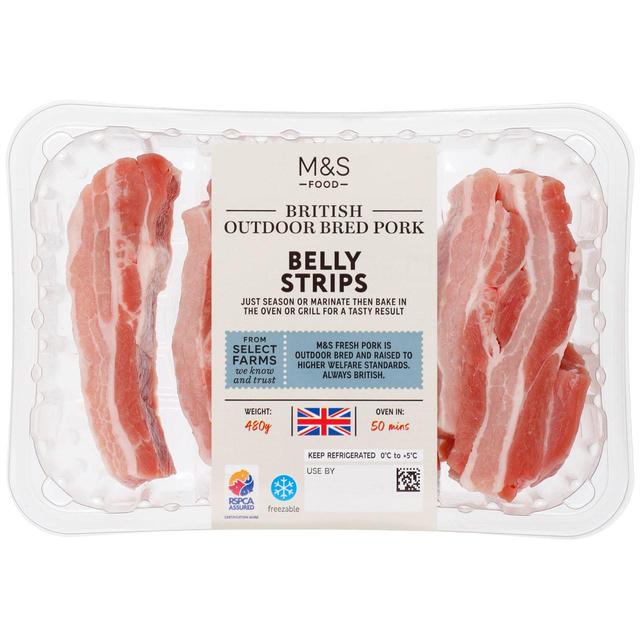 M&S
—FOOD—
BRITISH
OUTDOOR BRED PORK
BELLY
STRIPS
JUST SEASON OR MARINATE THEN BAKE IN
THE OVEN OR GRILL FOR A TASTY RESULT
FROM
SELECT
FARMS
we know
and trust
M&S FRESH PORK IS
OUTDOOR BRED AND RAISED TO
HIGHER WELFARE STANDARDS.
ALWAYS BRITISH.
WEIGHT:
480g
OVEN IN:
50 mins
KEEP REFRIGERATED 0°C to +5°C
USE BY
RSPCA
ASSURED
CERTIFICATION MARK
freezable